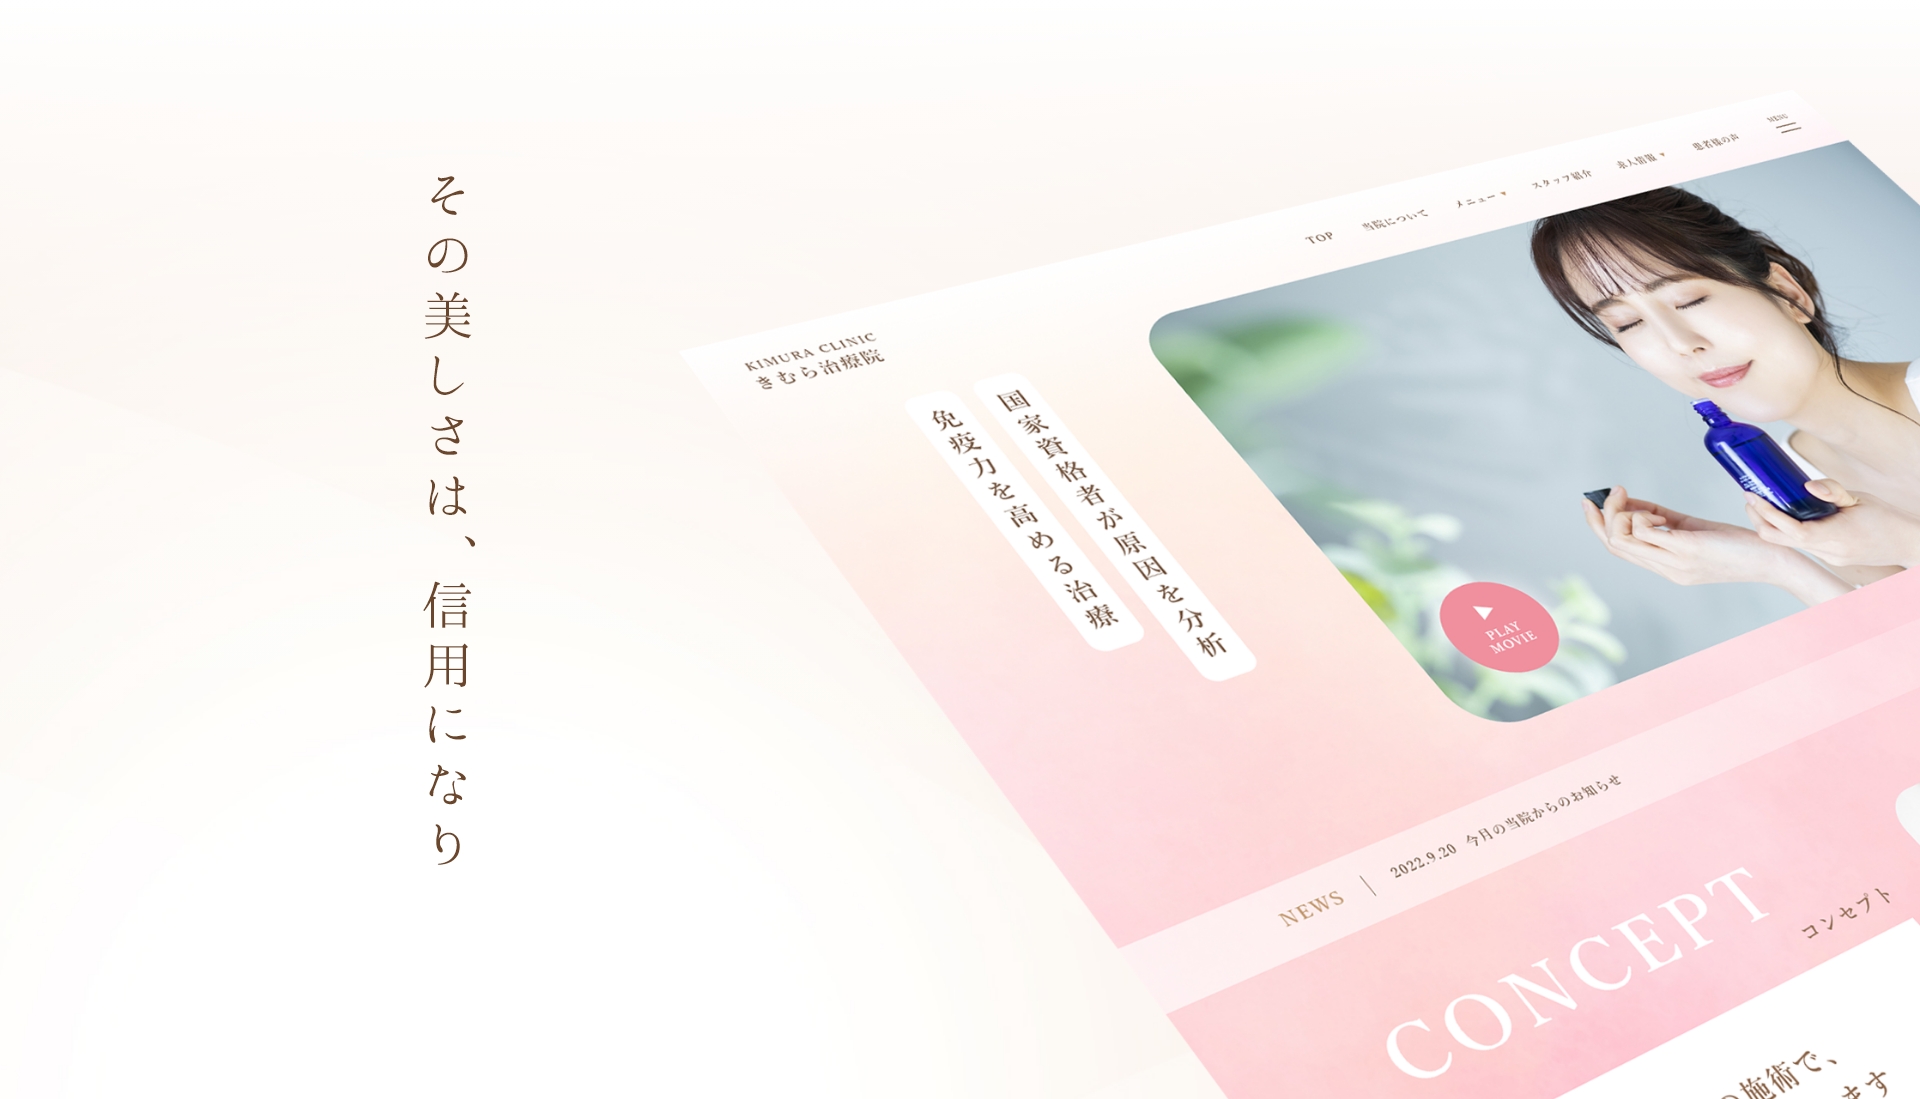 その美しさは、信用になり
KIMURA CLINIC
きむら治療院
TOP
当院について
メニュー ▼
スタッフ紹介
求人情報 ▼
患者様の声
MENU
国家資格者が原因を分析
免疫力を高める治療
PLAY
MOVIE
NEWS
2022.9.20 今月の当院からのお知らせ
CONCEPT
コンセプト
の施術で、
ます